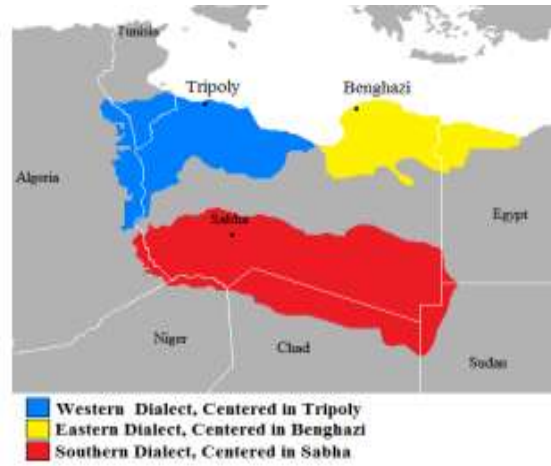 Tunisia
Tripoly
Benghazi
Algeria
Egypt
Sabha
Niger
Chad
Sudan
Western Dialect, Centered in Tripoly
Eastern Dialect, Centered in Benghazi
Southern Dialect, Centered in Sabha